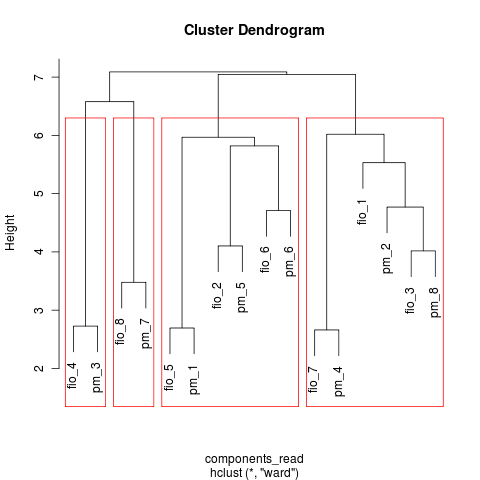 Cluster Dendrogram
Height
7
6
5
4
3
2
fio_4
pm_3
fio_8
pm_7
fio_5
pm_1
fio_2
pm_5
fio_6
pm_6
fio_7
pm_4
fio_1
pm_2
fio_3
pm_8
components_read
hclust (*, "ward")